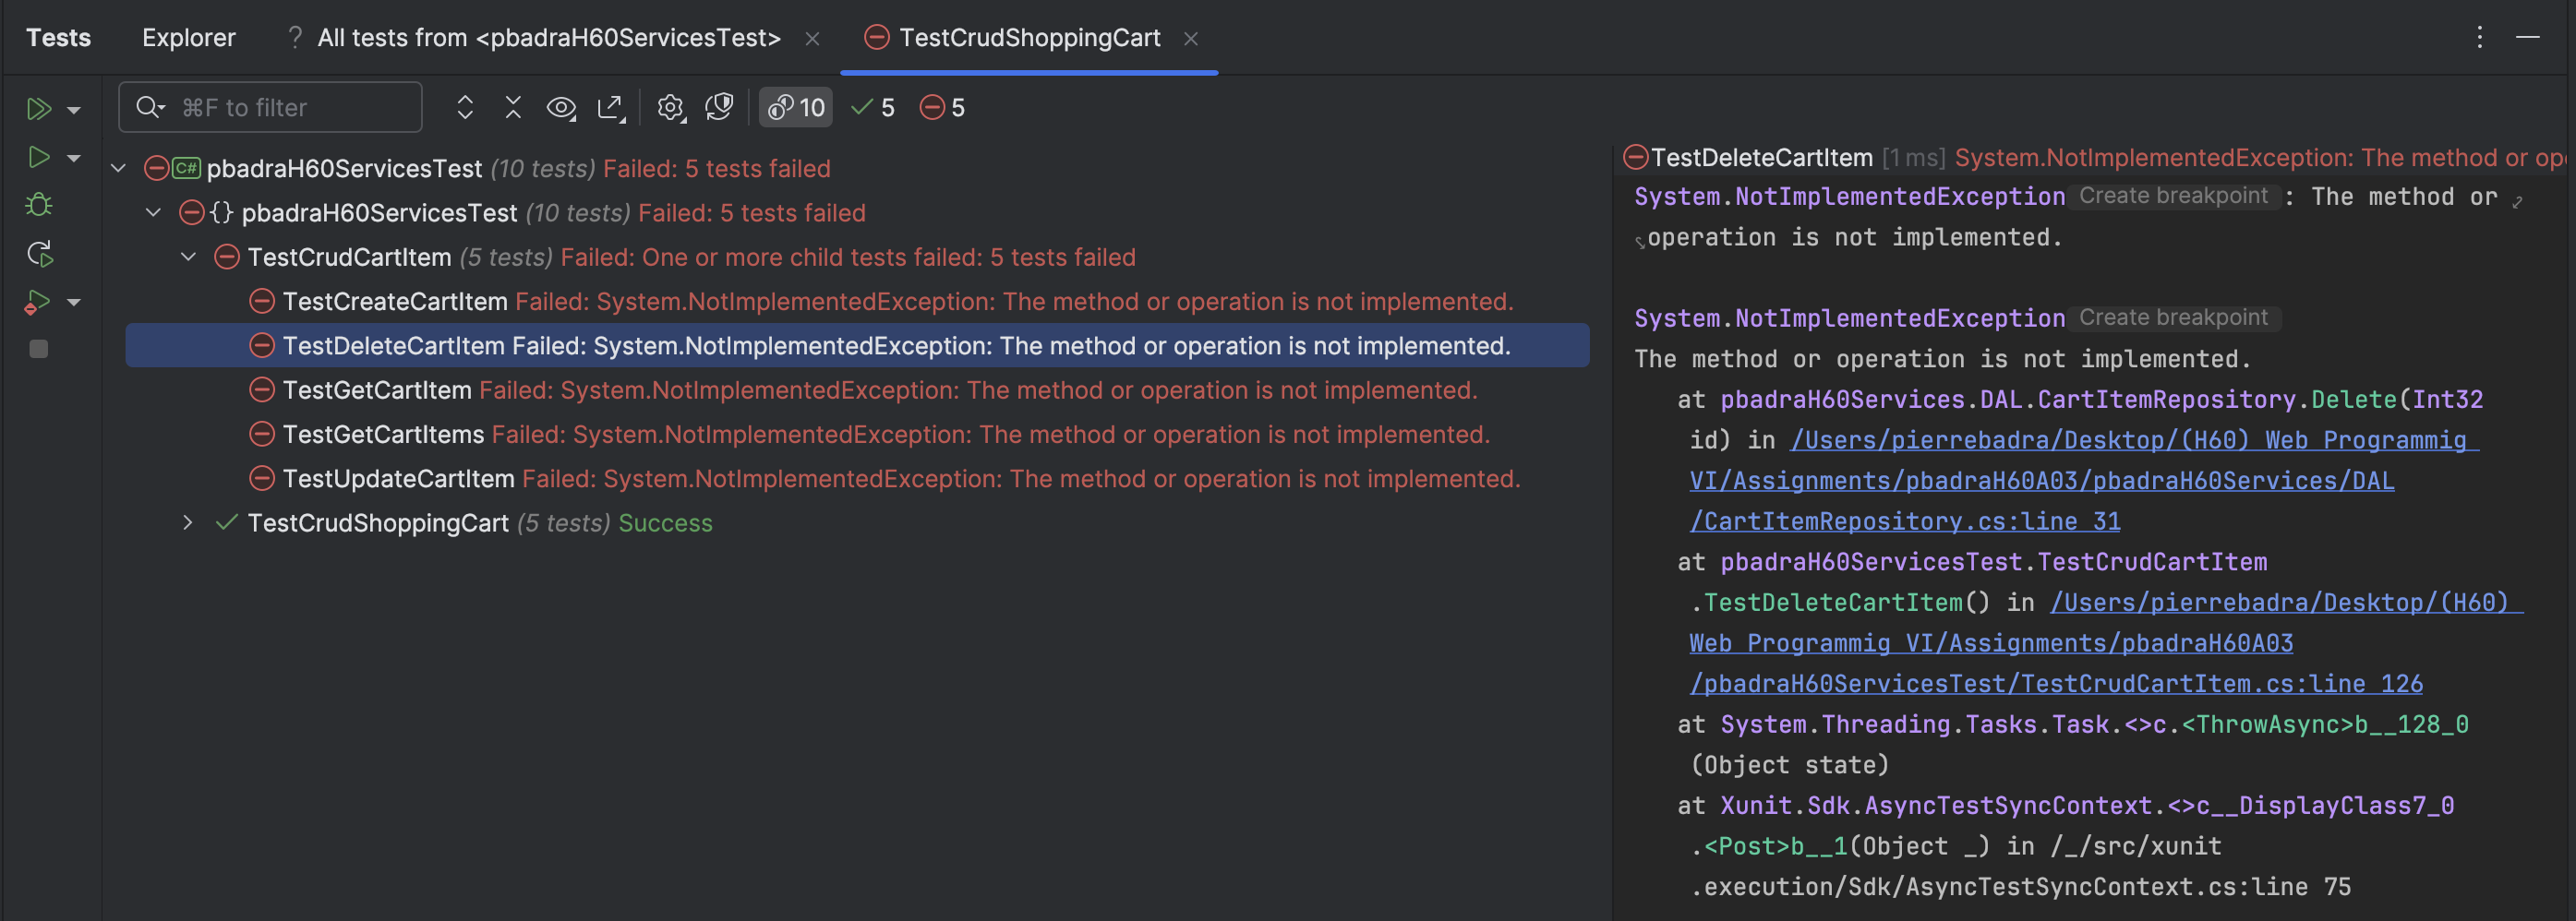 Tests Explorer ? All tests from <pbadraH60ServicesTest> × TestCrudShoppingCart ×
⌘F to filter 10 5 5
C# pbadraH60ServicesTest (10 tests) Failed: 5 tests failed
{} pbadraH60ServicesTest (10 tests) Failed: 5 tests failed
TestCrudCartItem (5 tests) Failed: One or more child tests failed: 5 tests failed
TestCreateCartItem Failed: System.NotImplementedException: The method or operation is not implemented.
TestDeleteCartItem Failed: System.NotImplementedException: The method or operation is not implemented.
TestGetCartItem Failed: System.NotImplementedException: The method or operation is not implemented.
TestGetCartItems Failed: System.NotImplementedException: The method or operation is not implemented.
TestUpdateCartItem Failed: System.NotImplementedException: The method or operation is not implemented.
TestCrudShoppingCart (5 tests) Success
TestDeleteCartItem [1 ms] System.NotImplementedException: The method or ope
System.NotImplementedException Create breakpoint : The method or
operation is not implemented.
System.NotImplementedException Create breakpoint
The method or operation is not implemented.
at pbadraH60Services.DAL.CartItemRepository.Delete(Int32
id) in /Users/pierrebadra/Desktop/(H60) Web Programmig
VI/Assignments/pbadraH60A03/pbadraH60Services/DAL
/CartItemRepository.cs:line 31
at pbadraH60ServicesTest.TestCrudCartItem
.TestDeleteCartItem() in /Users/pierrebadra/Desktop/(H60)
Web Programmig VI/Assignments/pbadraH60A03
/pbadraH60ServicesTest/TestCrudCartItem.cs:line 126
at System.Threading.Tasks.Task.<>c.<ThrowAsync>b__128_0
(Object state)
at Xunit.Sdk.AsyncTestSyncContext.<>c__DisplayClass7_0
.<Post>b__1(Object _) in /_/src/xunit
.execution/Sdk/AsyncTestSyncContext.cs:line 75